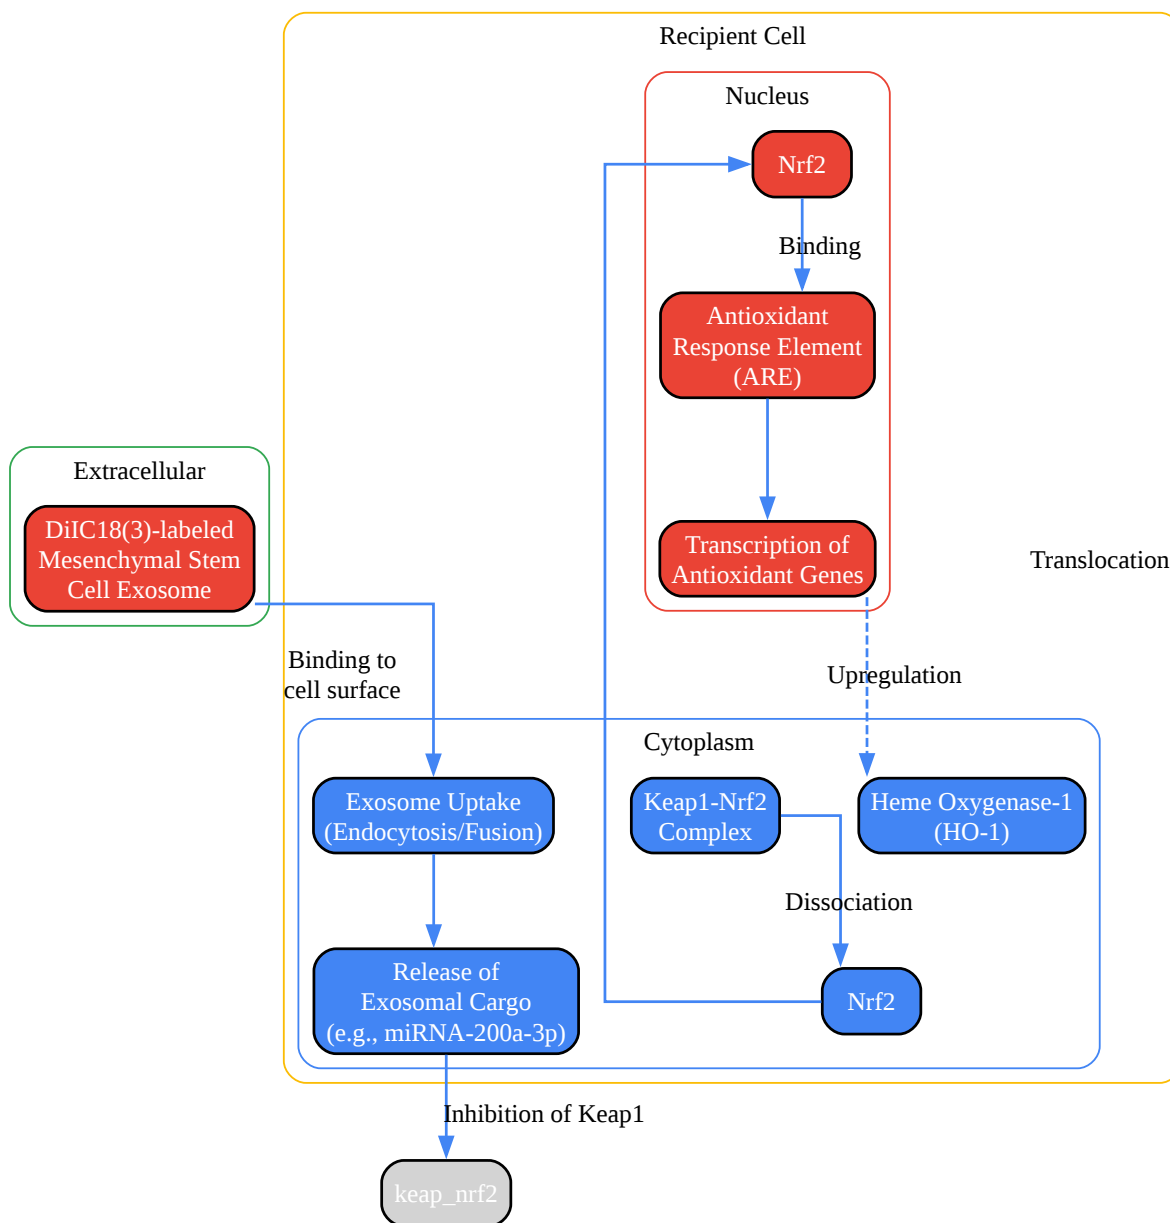 Recipient Cell
Nucleus
Nrf2
Binding
Antioxidant
Response Element
(ARE)
Extracellular
DiIC18(3)-labeled
Mesenchymal Stem
Cell Exosome
Transcription of
Antioxidant Genes
Translocation
Binding to
cell surface
Upregulation
Cytoplasm
Exosome Uptake
(Endocytosis/Fusion)
Keap1-Nrf2
Complex
Heme Oxygenase-1
(HO-1)
Dissociation
Release of
Exosomal Cargo
(e.g., miRNA-200a-3p)
Nrf2
Inhibition of Keap1
keap_nrf2